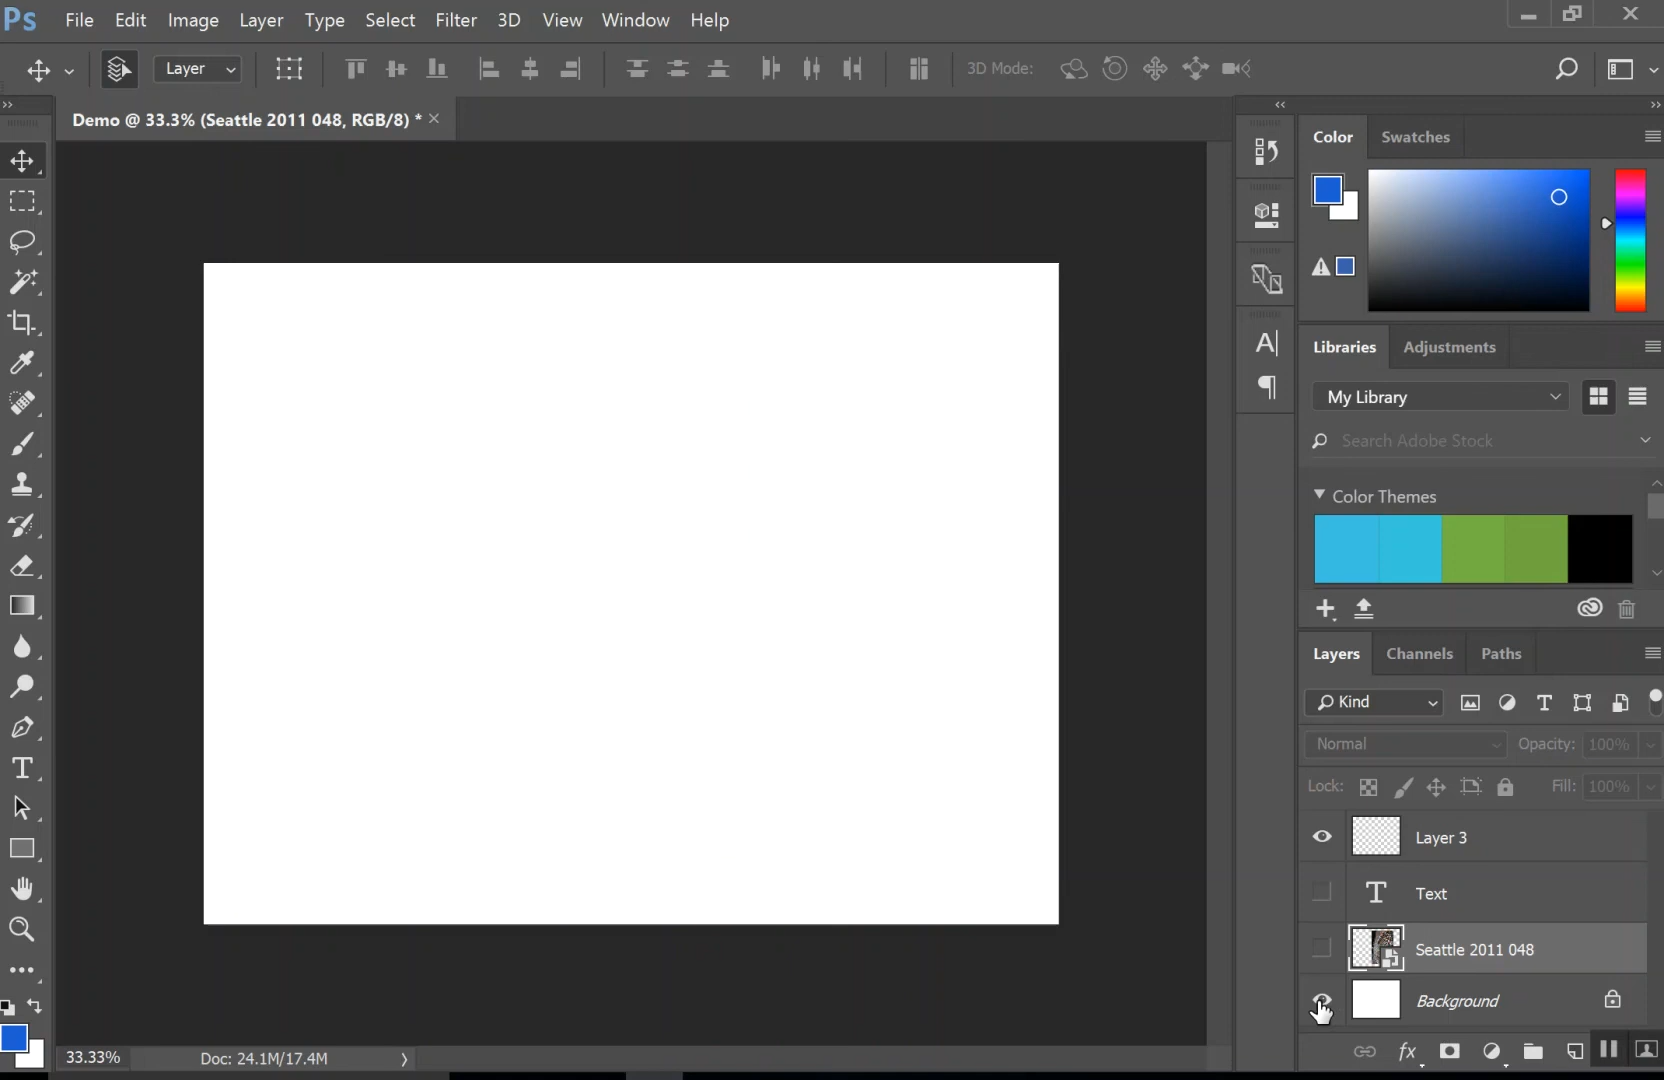 Ps File Edit Image Layer Type Select Filter 3D View Window Help
Layer 3D Mode:
Demo @ 33.3% (Seattle 2011 048, RGB/8) * ×
Color Swatches
A
¶
Libraries Adjustments
My Library
Search Adobe Stock
Color Themes
Layers Channels Paths
Kind T
Normal Opacity: 100%
Lock: Fill: 100%
Layer 3
T Text
Seattle 2011 048
Background
fx
T
33.33% Doc: 24.1M/17.4M